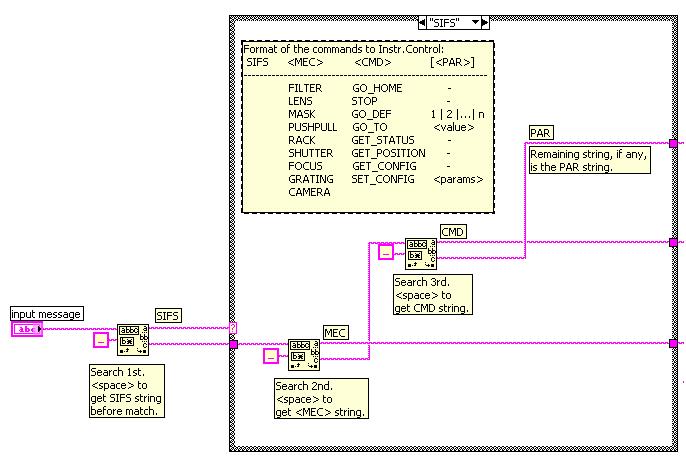 "SIFS"
Format of the commands to Instr.Control:
SIFS <MEC> <CMD> [<PAR>]
FILTER GO_HOME -
LENS STOP -
MASK GO_DEF 1 | 2 |...| n
PUSHPULL GO_TO <value>
RACK GET_STATUS -
SHUTTER GET_POSITION -
FOCUS GET_CONFIG -
GRATING SET_CONFIG <params>
CAMERA
PAR
Remaining string, if any,
is the PAR string.
CMD
Search 3rd.
<space> to
get CMD string.
input message
abc
SIFS
?
Search 1st.
<space> to
get SIFS string
before match.
MEC
Search 2nd.
<space> to
get <MEC> string.